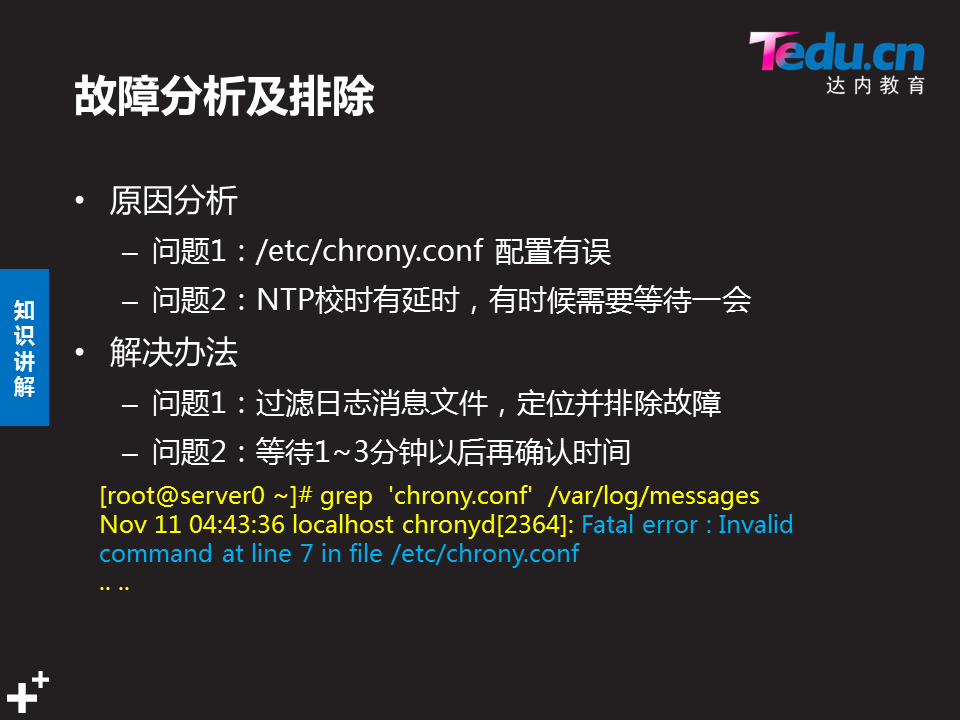 Tedu.cn
达内教育
故障分析及排除
• 原因分析
– 问题1：/etc/chrony.conf 配置有误
– 问题2：NTP校时有延时，有时候需要等待一会
• 解决办法
– 问题1：过滤日志消息文件，定位并排除故障
– 问题2：等待1~3分钟以后再确认时间
[root@server0 ~]# grep  'chrony.conf'  /var/log/messages
Nov 11 04:43:36 localhost chronyd[2364]: Fatal error : Invalid
command at line 7 in file /etc/chrony.conf
.. ..
知
识
讲
解